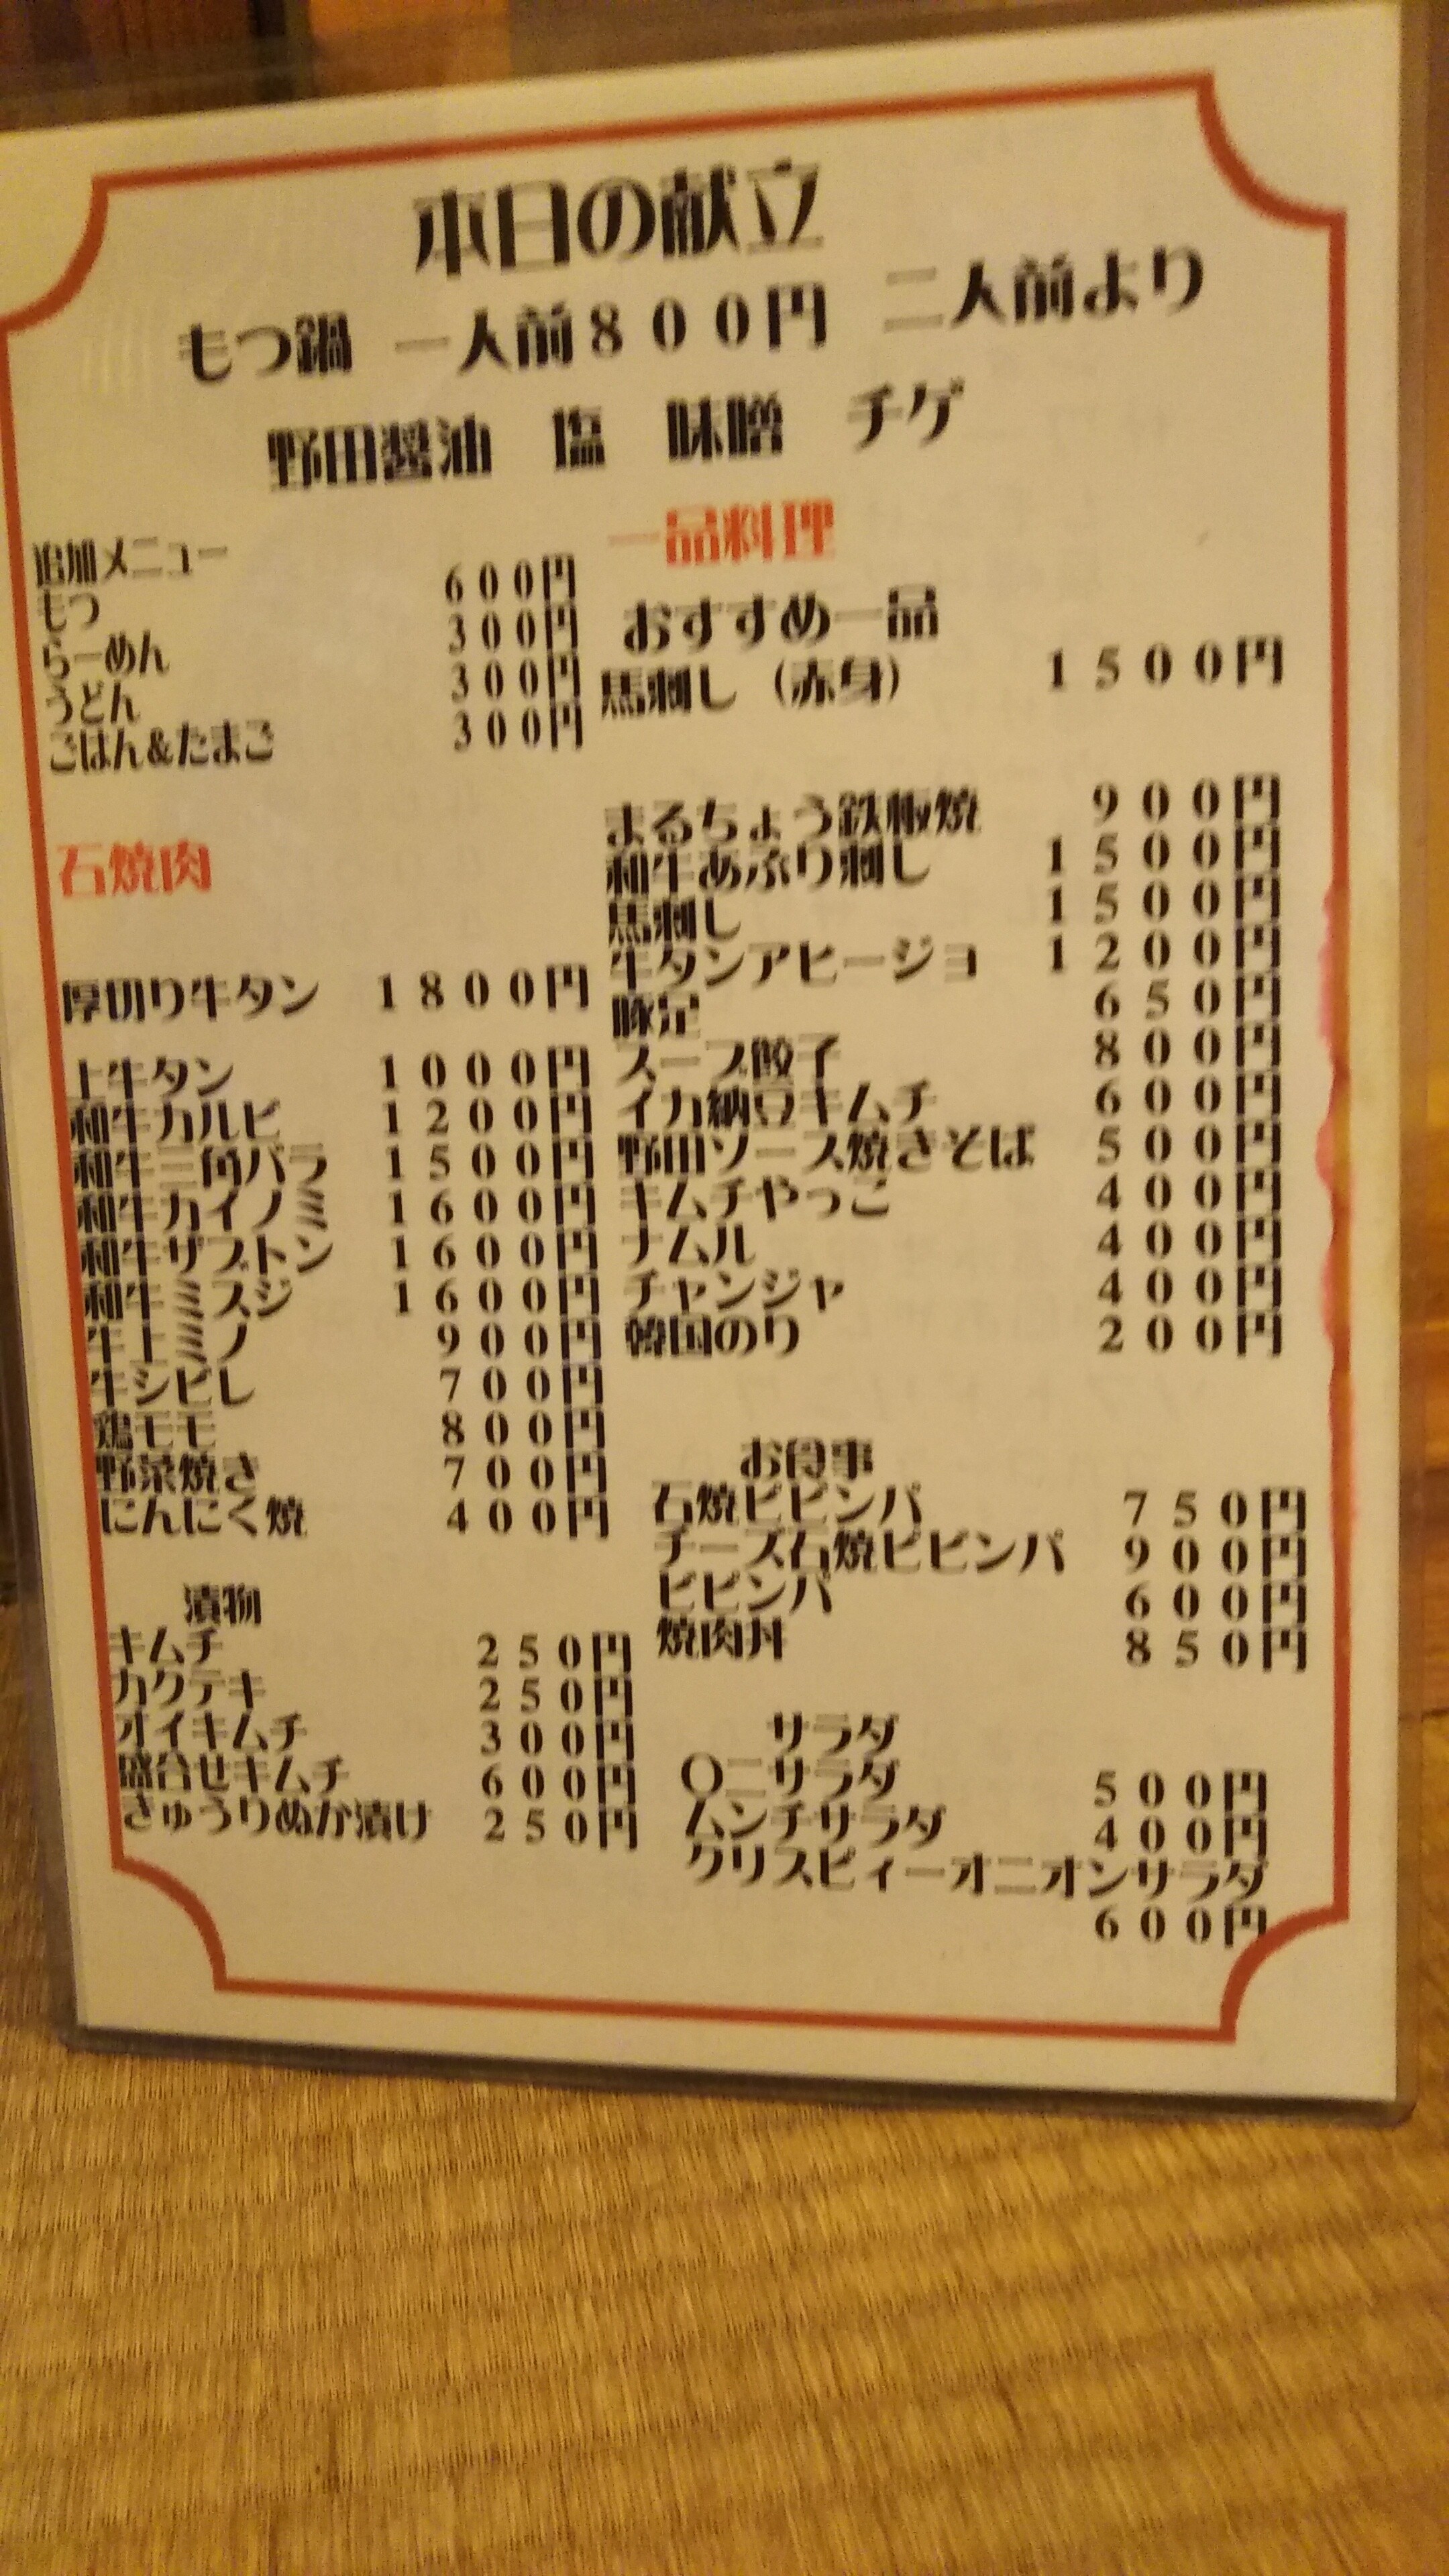 本日の献立
もつ鍋 一人前800円 二人前より
野田醤油 塩 味噌 チゲ
追加メニュー
もつ 600円
らーめん 300円
うどん 300円
ごはん&たまご 300円
石焼肉
厚切り牛タン 1800円
上牛タン 1000円
和牛カルビ 1200円
和牛三角バラ 1500円
和牛カイノミ 1600円
和牛ザブトン 1600円
和牛ミスジ 1600円
牛上ミノ 900円
牛シビレ 700円
鶏モモ 800円
野菜焼き 700円
にんにく焼 400円
漬物
キムチ 250円
カクテキ 250円
オイキムチ 300円
盛合せキムチ 600円
きゅうりぬか漬け 250円
一品料理
おすすめ一品
馬刺し(赤身) 1500円
まるちょう鉄板焼 900円
和牛あぶり刺し 1500円
馬刺し 1500円
牛タンアヒージョ 1200円
豚足 650円
スープ餃子 800円
イカ納豆キムチ 600円
野田ソース焼きそば 500円
キムチやっこ 400円
ナムル 400円
チャンジャ 400円
韓国のり 200円
お食事
石焼ビビンバ 750円
チーズ石焼ビビンバ 900円
ビビンバ 600円
焼肉丼 850円
サラダ
〇二サラダ 500円
ムンチサラダ 400円
クリスピィーオニオンサラダ
600円